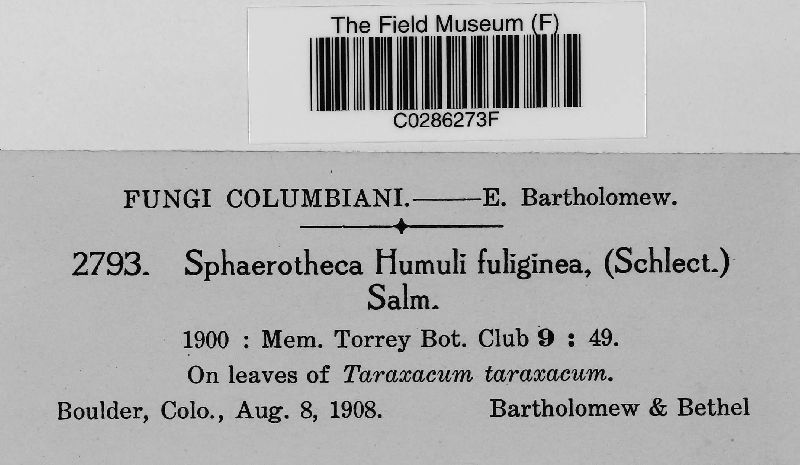 The Field Museum (F)
C0286273F
FUNGI COLUMBIANI.——E. Bartholomew.
2793. Sphaerotheca Humuli fuliginea, (Schlect.)
Salm.
1900 : Mem. Torrey Bot. Club 9 : 49.
On leaves of Taraxacum taraxacum.
Boulder, Colo., Aug. 8, 1908. Bartholomew & Bethel